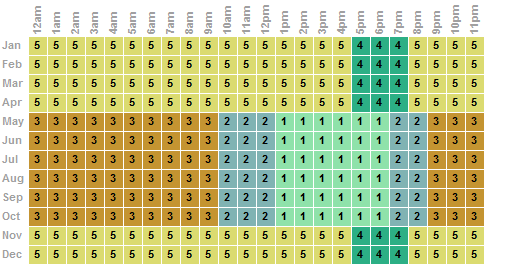 12am 1am 2am 3am 4am 5am 6am 7am 8am 9am 10am 11am 12pm 1pm 2pm 3pm 4pm 5pm 6pm 7pm 8pm 9pm 10pm 11pm
Jan 5 5 5 5 5 5 5 5 5 5 5 5 5 5 5 5 5 4 4 4 5 5 5 5
Feb 5 5 5 5 5 5 5 5 5 5 5 5 5 5 5 5 5 4 4 4 5 5 5 5
Mar 5 5 5 5 5 5 5 5 5 5 5 5 5 5 5 5 5 4 4 4 5 5 5 5
Apr 5 5 5 5 5 5 5 5 5 5 5 5 5 5 5 5 5 4 4 4 5 5 5 5
May 3 3 3 3 3 3 3 3 3 3 2 2 2 1 1 1 1 1 1 2 2 3 3 3
Jun 3 3 3 3 3 3 3 3 3 3 2 2 2 1 1 1 1 1 1 2 2 3 3 3
Jul 3 3 3 3 3 3 3 3 3 3 2 2 2 1 1 1 1 1 1 2 2 3 3 3
Aug 3 3 3 3 3 3 3 3 3 3 2 2 2 1 1 1 1 1 1 2 2 3 3 3
Sep 3 3 3 3 3 3 3 3 3 3 2 2 2 1 1 1 1 1 1 2 2 3 3 3
Oct 3 3 3 3 3 3 3 3 3 3 2 2 2 1 1 1 1 1 1 2 2 3 3 3
Nov 5 5 5 5 5 5 5 5 5 5 5 5 5 5 5 5 5 4 4 4 5 5 5 5
Dec 5 5 5 5 5 5 5 5 5 5 5 5 5 5 5 5 5 4 4 4 5 5 5 5